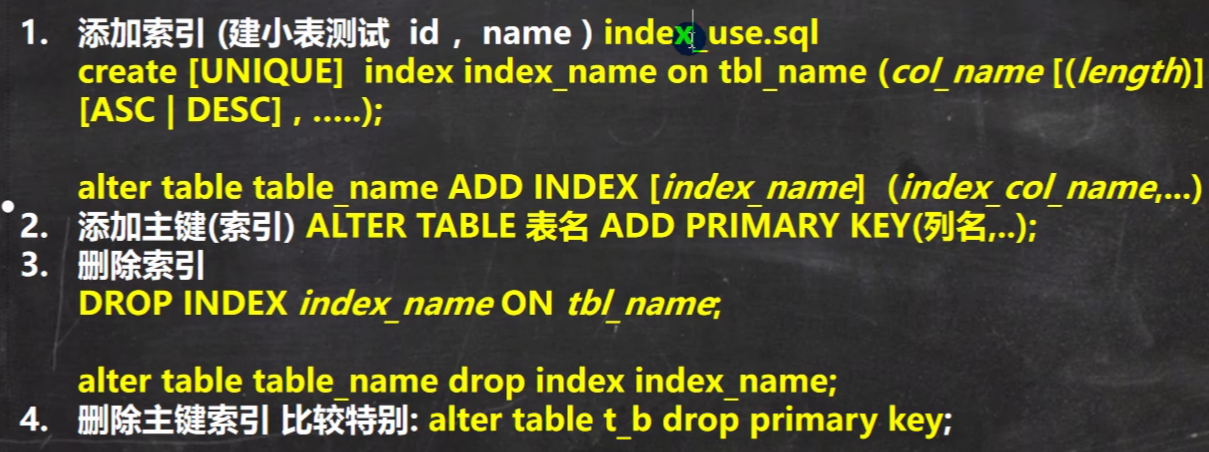 1. 添加索引 (建小表测试 id , name ) index_use.sql
create [UNIQUE] index index_name on tbl_name (col_name [(length)]
[ASC | DESC] , .....);
alter table table_name ADD INDEX [index_name] (index_col_name,...)
2. 添加主键(索引) ALTER TABLE 表名 ADD PRIMARY KEY(列名,..);
3. 删除索引
DROP INDEX index_name ON tbl_name;
alter table table_name drop index index_name;
4. 删除主键索引 比较特别: alter table t_b drop primary key;